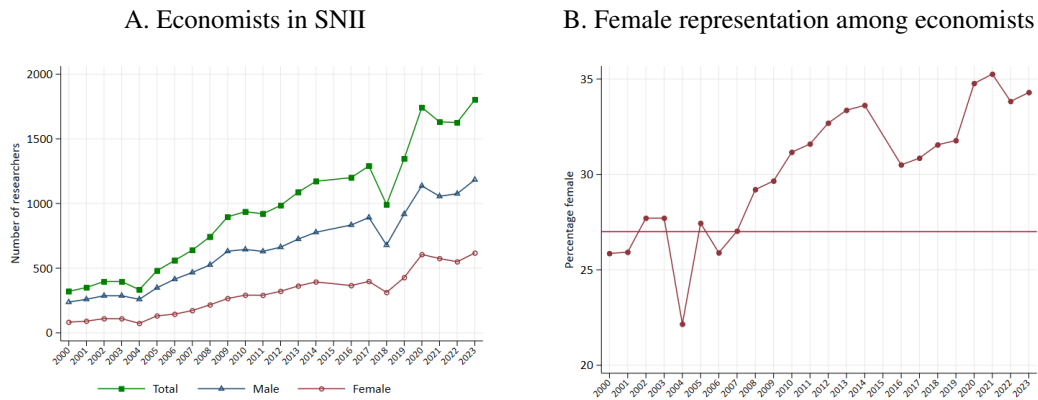 A. Economists in SNII
B. Female representation among economists
Number of researchers
2000
1500
1000
500
0
2000 2001 2002 2003 2004 2005 2006 2007 2008 2009 2010 2011 2012 2013 2014 2016 2017 2018 2019 2020 2021 2022 2023
Total Male Female
Percentage female
35
30
25
20
2000 2001 2002 2003 2004 2005 2006 2007 2008 2009 2010 2011 2012 2013 2014 2016 2017 2018 2019 2020 2021 2022 2023